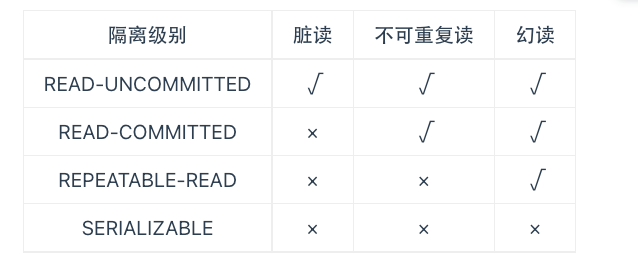 隔离级别 脏读 不可重复读 幻读
READ-UNCOMMITTED √ √ √
READ-COMMITTED × √ √
REPEATABLE-READ × × √
SERIALIZABLE × × ×